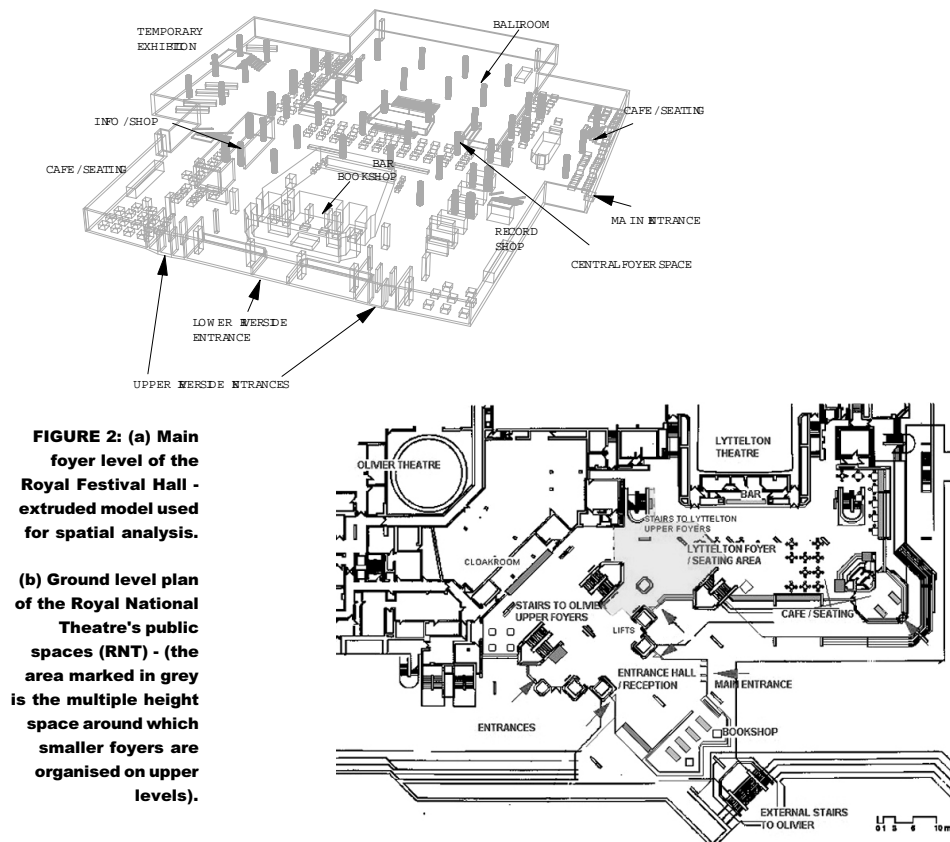 BALLROOM
TEMPORARY
EXHIBITION
CAFE/SEATING
INFO/SHOP
CAFE/SEATING
BAR
BOOKSHOP
MAIN ENTRANCE
RECORD
SHOP
CENTRAL FOYER SPACE
LOWER RIVERSIDE
ENTRANCE
UPPER RIVERSIDE ENTRANCES
FIGURE 2: (a) Main
foyer level of the
Royal Festival Hall -
extruded model used
for spatial analysis.
(b) Ground level plan
of the Royal National
Theatre's public
spaces (RNT) - (the
area marked in grey
is the multiple height
space around which
smaller foyers are
organised on upper
levels).
OLIVIER THEATRE
LYTTELTON
THEATRE
BAR
STAIRS TO LYTTELTON
UPPER FOYERS
LYTTELTON FOYER
/ SEATING AREA
CLOAKROOM
STAIRS TO OLIVIER
UPPER FOYERS
CAFE / SEATING
LIFTS
ENTRANCE HALL
/ RECEPTION
MAIN ENTRANCE
ENTRANCES
BOOKSHOP
EXTERNAL STAIRS
TO OLIVIER